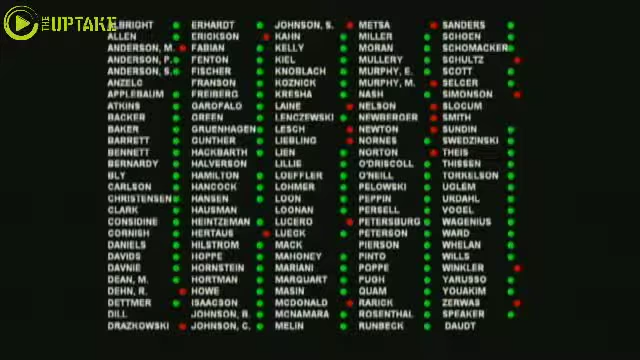 THE UPTAKE
ALBRIGHT ERHARDT JOHNSON, S. METSA SANDERS
ALLEN ERICKSON KAHN MILLER SCHOEN
ANDERSON, M. FABIAN KELLY MORAN SCHOMACKER
ANDERSON, P. FENTON KIEL MULLERY SCHULTZ
ANDERSON, S. FISCHER KNOBLACH MURPHY, E. SCOTT
ANZELC FRANSON KOZNICK MURPHY, M. SELCER
APPLEBAUM FREIBERG KRESHA NASH SIMONSON
ATKINS GAROFALO LAINE NELSON SLOCUM
BACKER GREEN LENCZEWSKI NEWBERGER SMITH
BAKER GRUENHAGEN LESCH NEWTON SUNDIN
BARRETT GUNTHER LIEBLING NORNES SWEDZINSKI
BENNETT HACKBARTH LIEN NORTON THEIS
BERNARDY HALVERSON LILLIE O'DRISCOLL THISSEN
BLY HAMILTON LOEFFLER O'NEILL TORKELSON
CARLSON HANCOCK LOHMER PELOWSKI UGLEM
CHRISTENSEN HANSEN LOON PEPPIN URDAHL
CLARK HAUSMAN LOONAN PERSELL VOGEL
CONSIDINE HEINTZEMAN LUCERO PETERSBURG WAGENIUS
CORNISH HERTAUS LUECK PETERSON WARD
DANIELS HILSTROM MACK PIERSON WHELAN
DAVIDS HOPPE MAHONEY PINTO WILLS
DAVNIE HORNSTEIN MARIANI POPPE WINKLER
DEAN, M. HORTMAN MARQUART PUGH YARUSSO
DEHN, R. HOWE MASIN QUAM YOUAKIM
DETTMER ISAACSON MCDONALD RARICK ZERWAS
DILL JOHNSON, B. MCNAMARA ROSENTHAL SPEAKER
DRAZKOWSKI JOHNSON, C. MELIN RUNBECK DAUDT